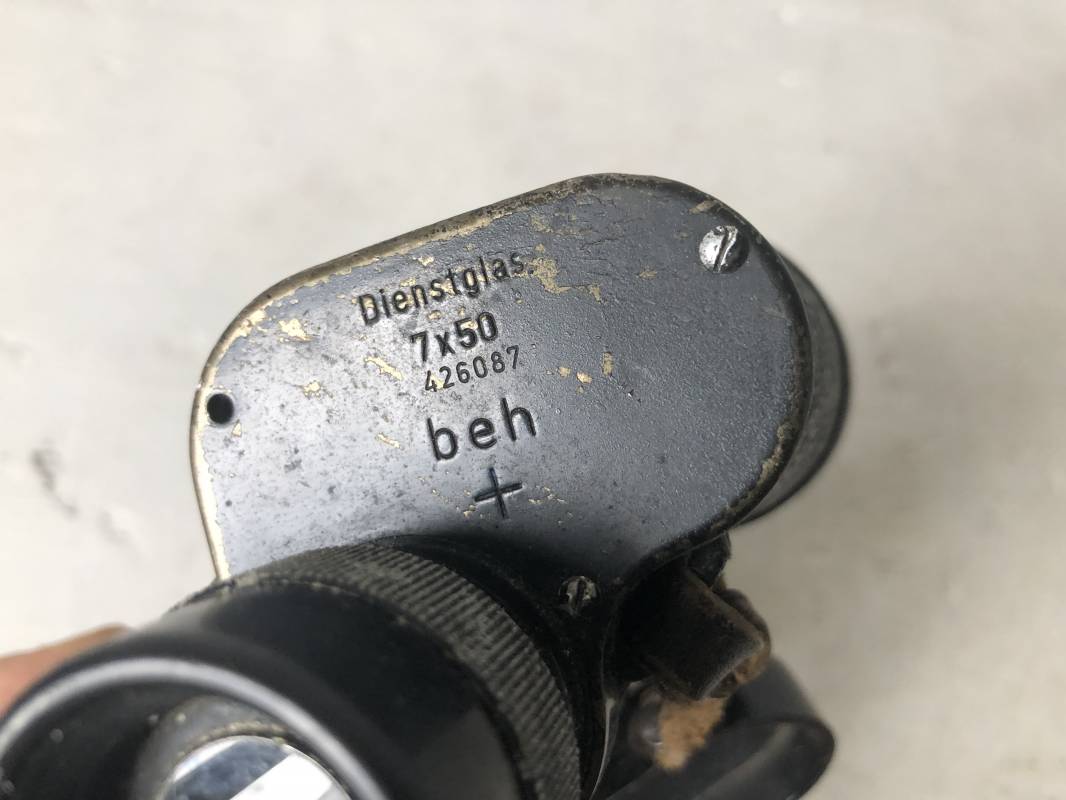 Dienstglas
7x50
426087
beh
+